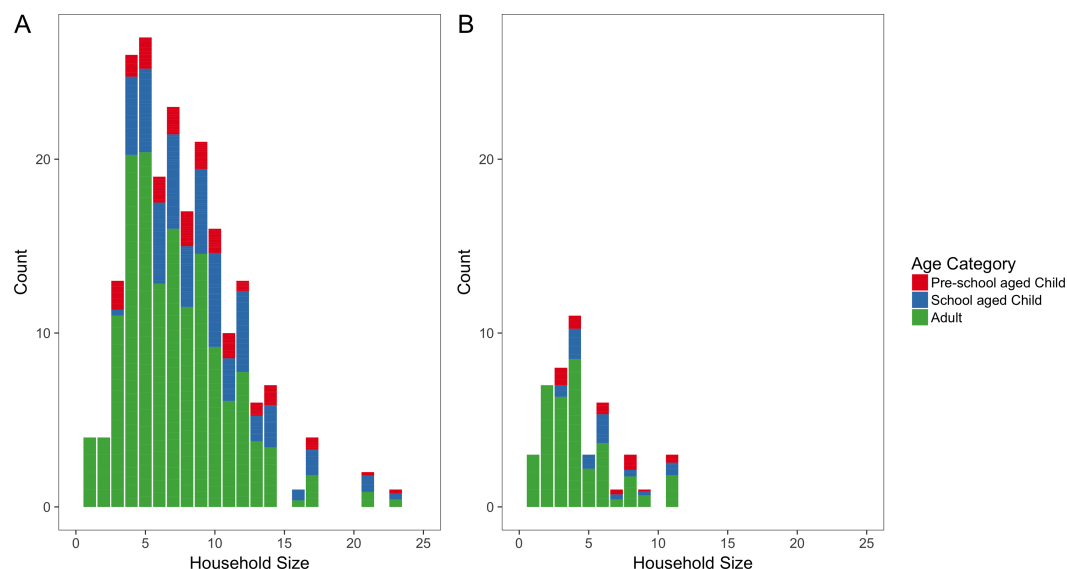 A
B
20
10
0
Count
0 5 10 15 20 25
Household Size
20
10
0
Count
0 5 10 15 20 25
Household Size
Age Category
Pre-school aged Child
School aged Child
Adult